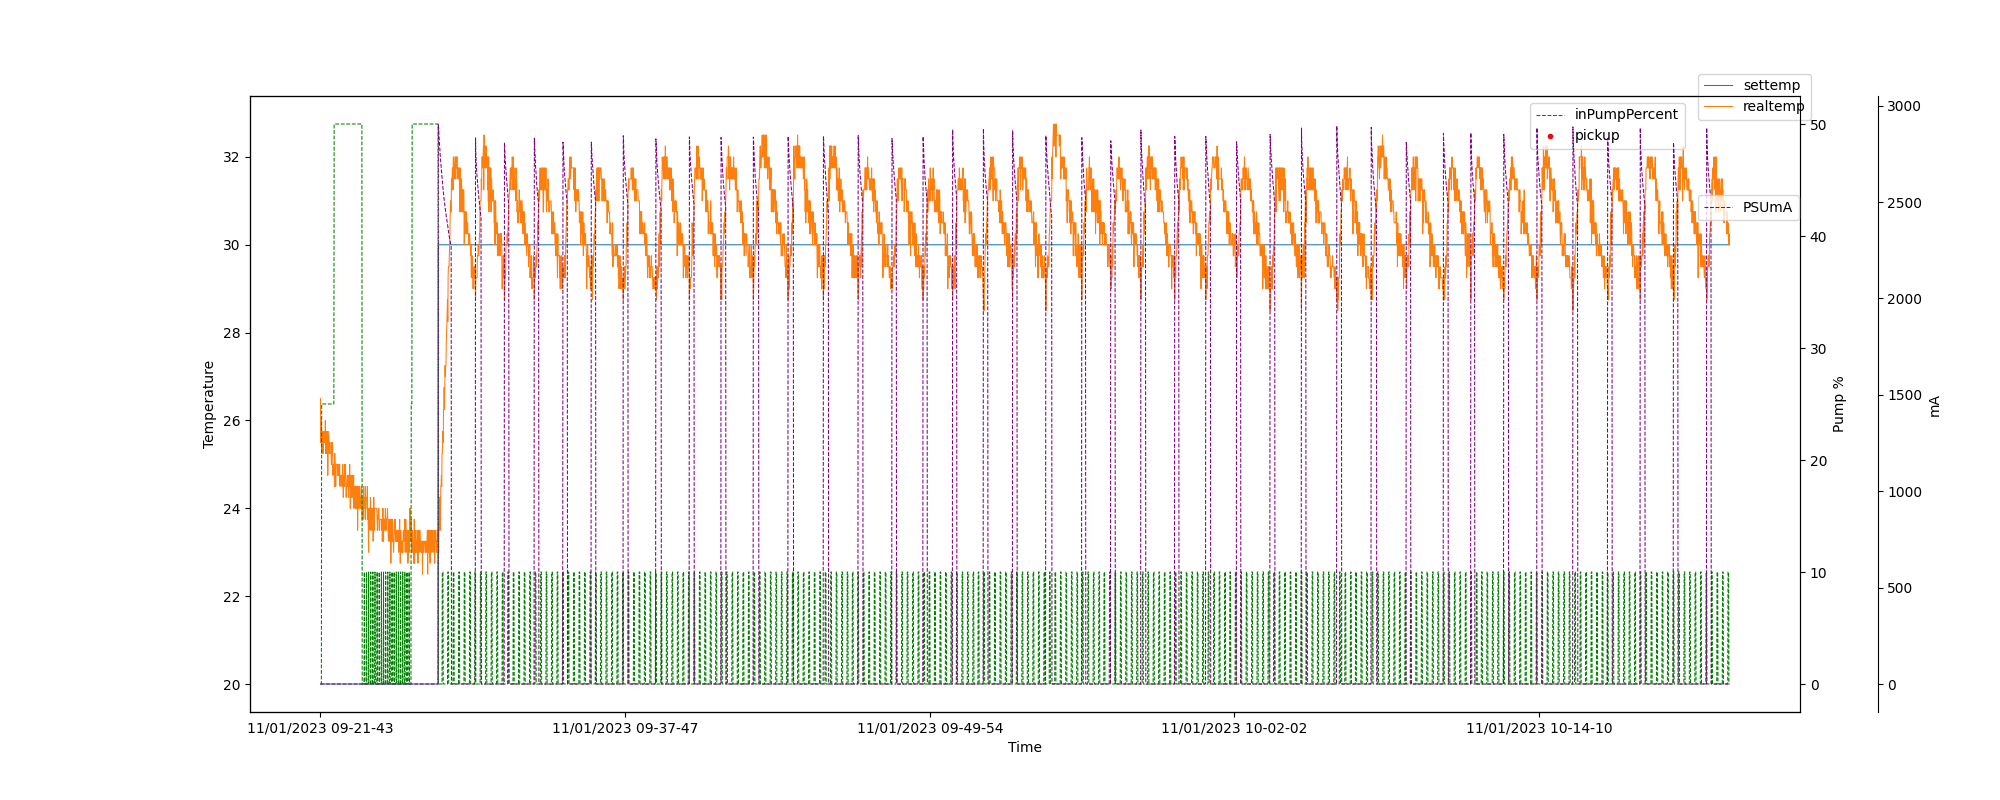 settemp
realtemp
inPumpPercent
pickup
PSUmA
32
30
28
26
24
22
20
Temperature
50
40
30
20
10
0
Pump %
3000
2500
2000
1500
1000
500
0
mA
11/01/2023 09-21-43
11/01/2023 09-37-47
11/01/2023 09-49-54
11/01/2023 10-02-02
11/01/2023 10-14-10
Time